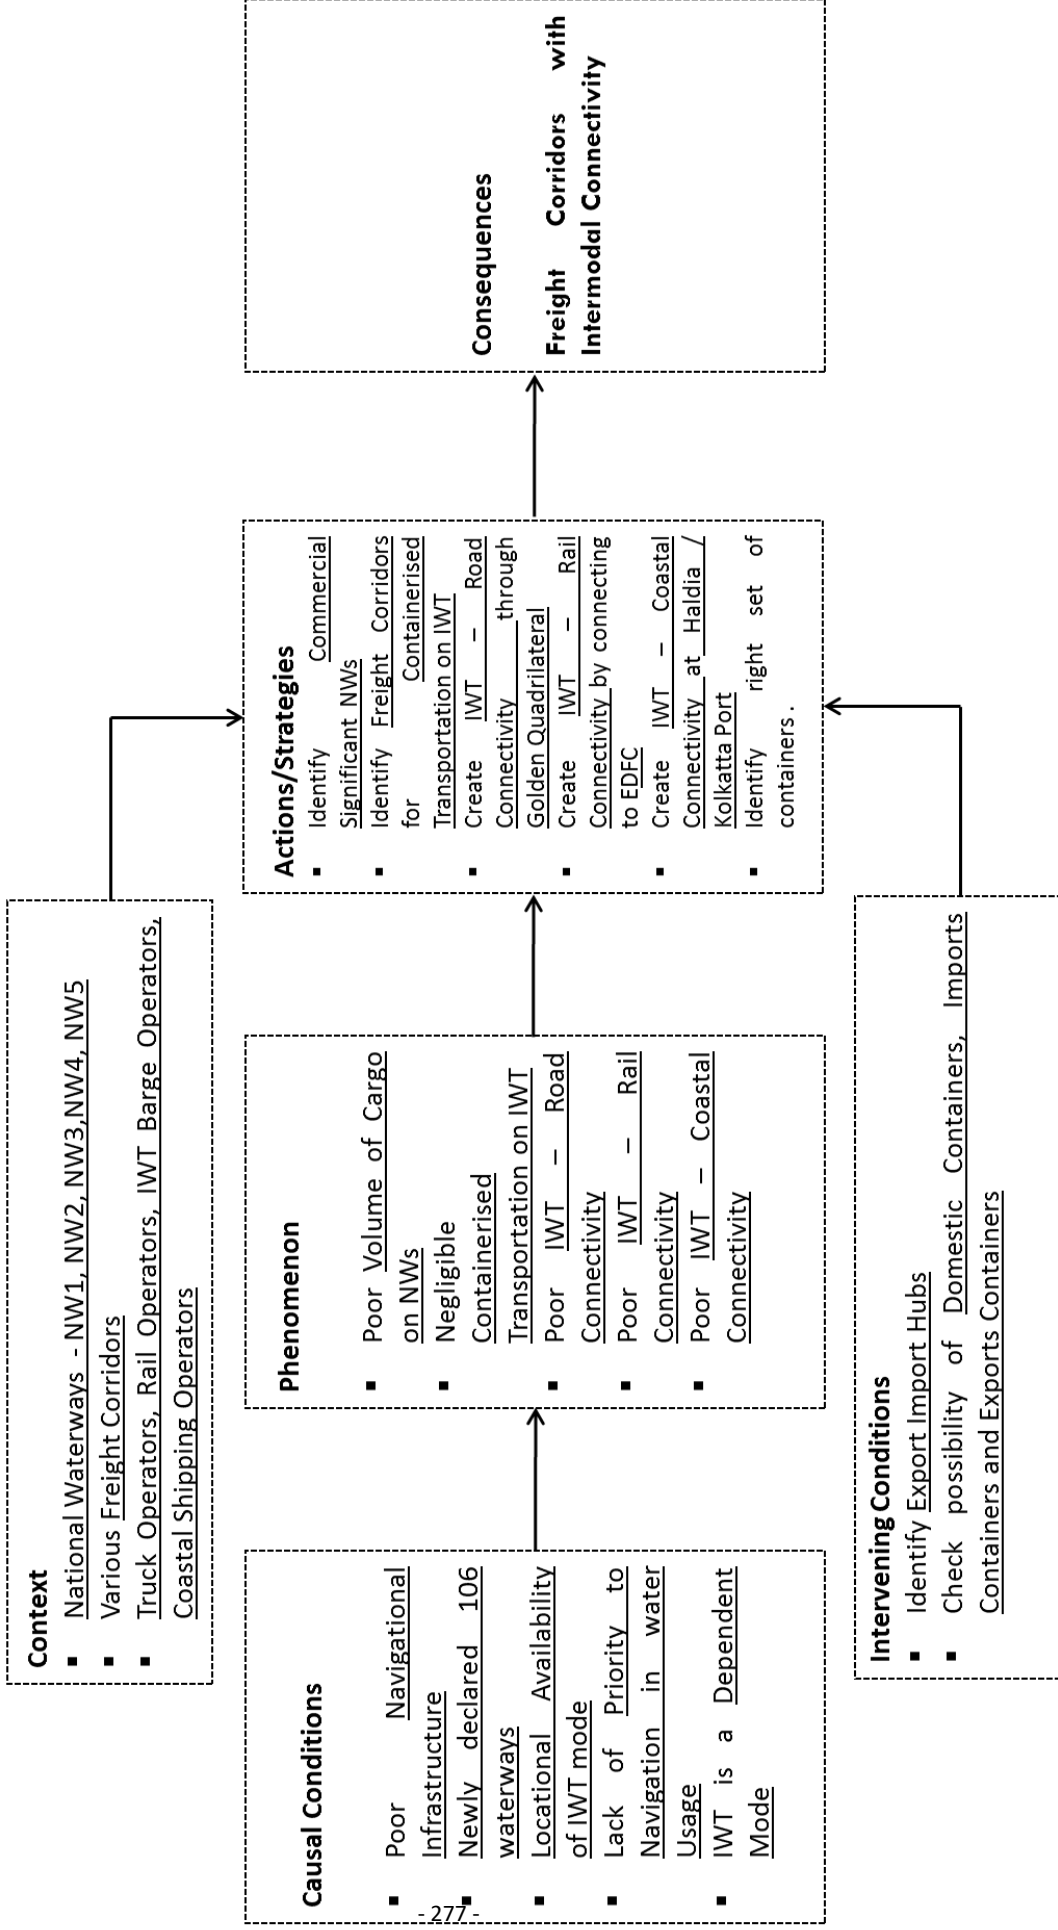 Context
▪ National Waterways - NW1, NW2, NW3,NW4, NW5
▪ Various Freight Corridors
▪ Truck Operators, Rail Operators, IWT Barge Operators,
Coastal Shipping Operators
Causal Conditions
▪ Poor Navigational
Infrastructure
▪ Newly declared 106
waterways
▪ Locational Availability
of IWT mode
▪ Lack of Priority to
Navigation in water
Usage
▪ IWT is a Dependent
Mode
Phenomenon
▪ Poor Volume of Cargo
on NWs
▪ Negligible
Containerised
Transportation on IWT
▪ Poor IWT – Road
Connectivity
▪ Poor IWT – Rail
Connectivity
▪ Poor IWT – Coastal
Connectivity
Actions/Strategies
▪ Identify Commercial
Significant NWs
▪ Identify Freight Corridors
for Containerised
Transportation on IWT
▪ Create IWT – Road
Connectivity through
Golden Quadrilateral
▪ Create IWT – Rail
Connectivity by connecting
to EDFC
▪ Create IWT – Coastal
Connectivity at Haldia /
Kolkatta Port
▪ Identify right set of
containers .
Consequences
Freight Corridors with
Intermodal Connectivity
Intervening Conditions
▪ Identify Export Import Hubs
▪ Check possibility of Domestic Containers, Imports
Containers and Exports Containers
- 277 -